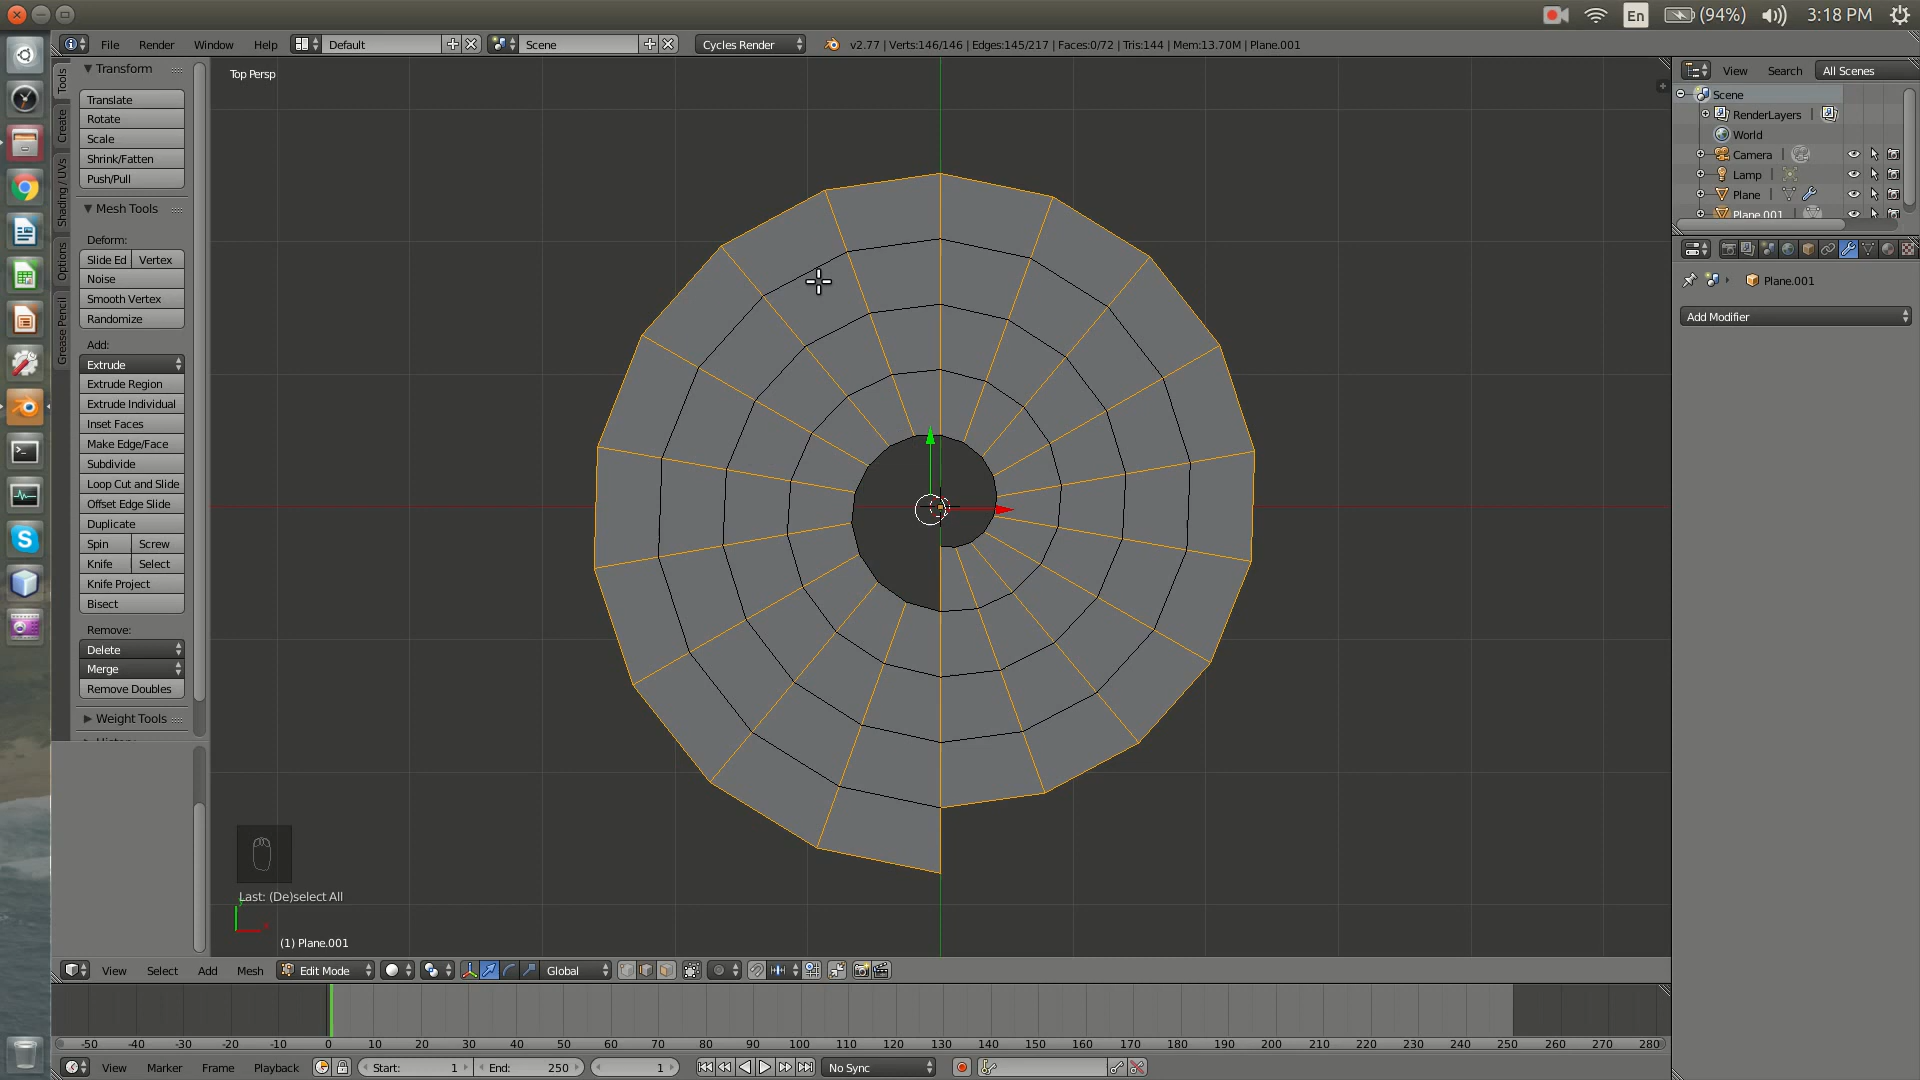 En (94%) 3:18 PM
File Render Window Help Default Scene Cycles Render v2.77 | Verts:146/146 | Edges:145/217 | Faces:0/72 | Tris:144 | Mem:13.70M | Plane.001
Tools
Create
Shading / UVs
Options
Grease Pencil
Transform
Translate
Rotate
Scale
Shrink/Fatten
Push/Pull
Mesh Tools
Deform:
Slide Ed Vertex
Noise
Smooth Vertex
Randomize
Add:
Extrude
Extrude Region
Extrude Individual
Inset Faces
Make Edge/Face
Subdivide
Loop Cut and Slide
Offset Edge Slide
Duplicate
Spin Screw
Knife Select
Knife Project
Bisect
Remove:
Delete
Merge
Remove Doubles
Weight Tools
Top Persp
Last: (De)select All
(1) Plane.001
View Search All Scenes
Scene
RenderLayers
World
Camera
Lamp
Plane
Plane.001
Plane.001
Add Modifier
View Select Add Mesh Edit Mode Global
-50 -40 -30 -20 -10 0 10 20 30 40 50 60 70 80 90 100 110 120 130 140 150 160 170 180 190 200 210 220 230 240 250 260 270 280
View Marker Frame Playback Start: 1 End: 250 1 No Sync